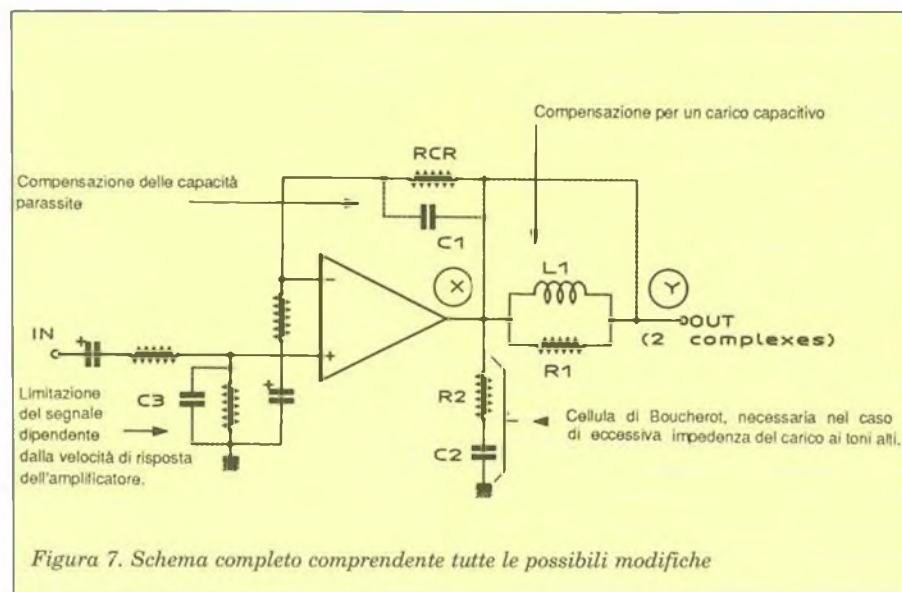 Compensazione per un carico capacitivo
RCR
Compensazione delle capacità
parassite
C1
L1
X
Y
IN
+
−
+
+
OUT
(2 complexes)
R1
C3
R2
C2
Limitazione
del segnale
dipendente
dalla velocità di risposta
dell'amplificatore.
Cellula di Boucherot, necessaria nel caso
di eccessiva impedenza del carico ai toni alti.
Figura 7. Schema completo comprendente tutte le possibili modifiche